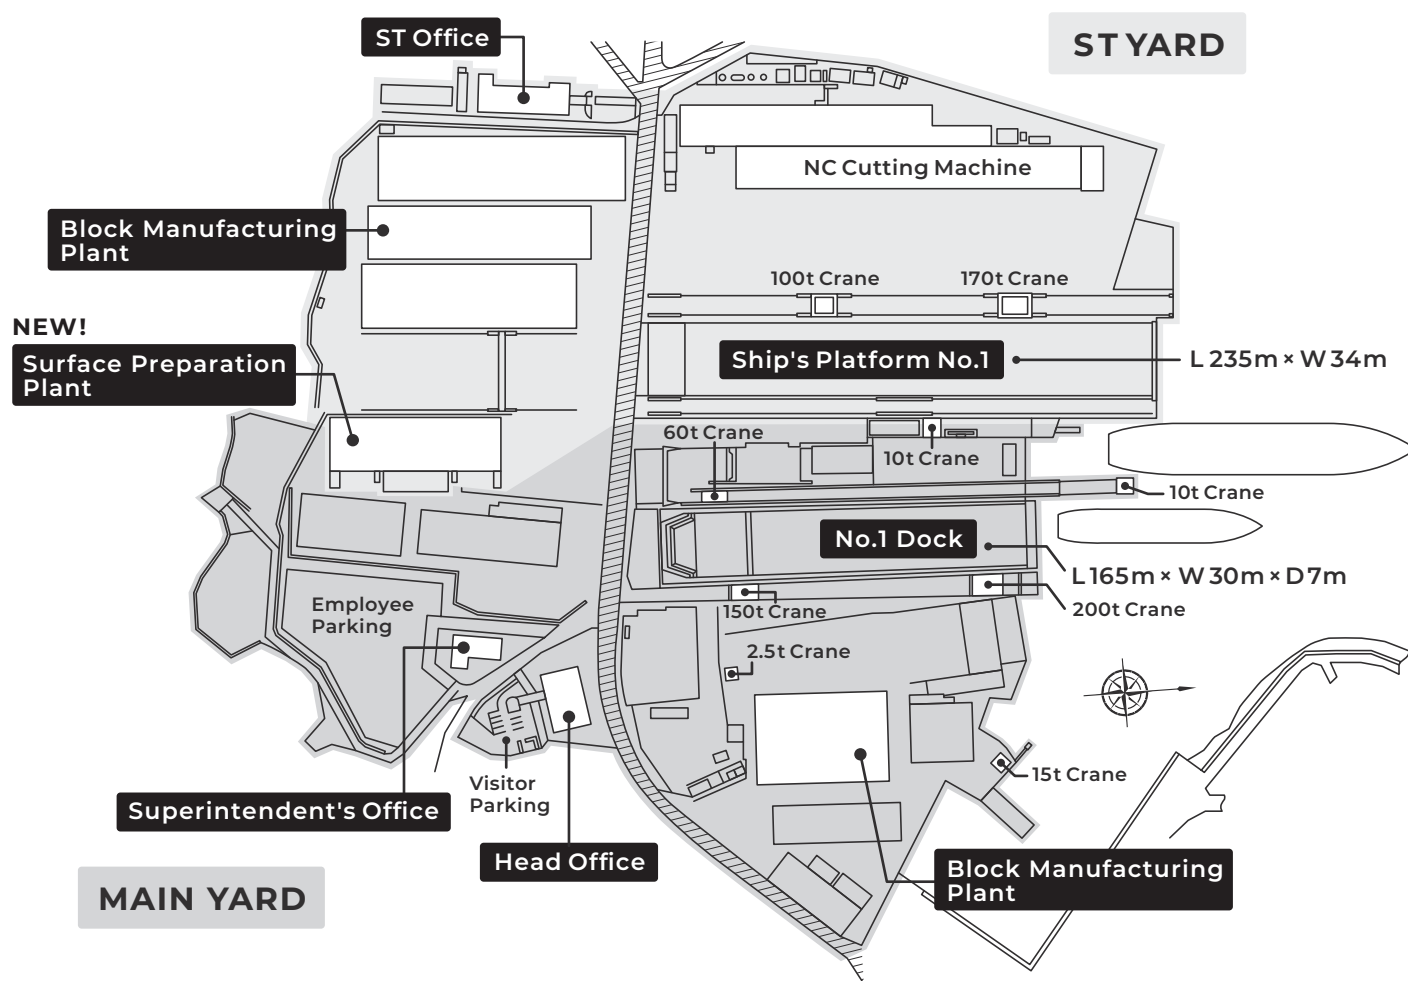 ST Office
ST YARD
NC Cutting Machine
Block Manufacturing
Plant
100t Crane
170t Crane
NEW!
Surface Preparation
Plant
Ship's Platform No.1
L 235m × W 34m
60t Crane
10t Crane
10t Crane
No.1 Dock
L 165m × W 30m × D 7m
Employee
Parking
150t Crane
200t Crane
2.5t Crane
15t Crane
Visitor
Parking
Superintendent's Office
Head Office
Block Manufacturing
Plant
MAIN YARD